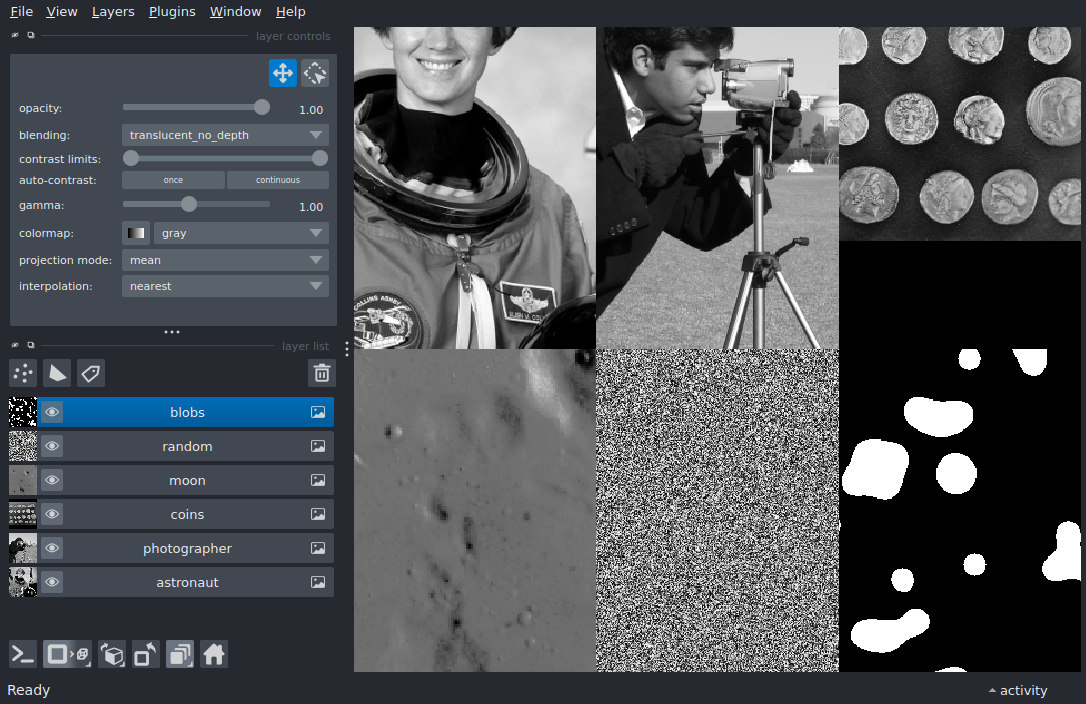 File View Layers Plugins Window Help
layer controls
opacity: 1.00
blending: translucent_no_depth
contrast limits:
auto-contrast: once continuous
gamma: 1.00
colormap: gray
projection mode: mean
interpolation: nearest
layer list
blobs
random
moon
coins
photographer
astronaut
Ready
activity